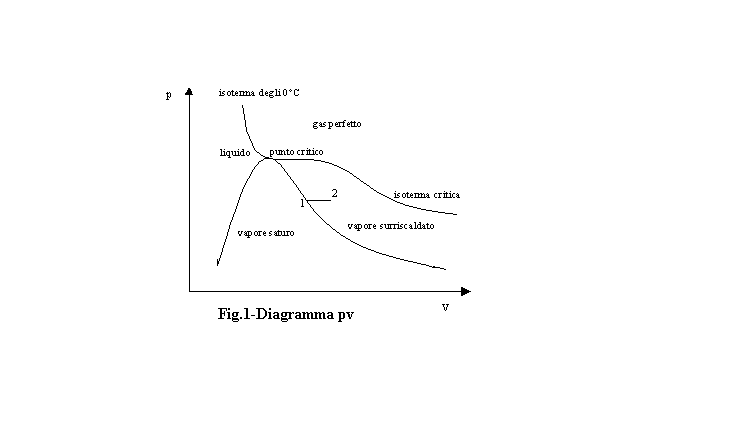 isoterma degli 0°C
p
gas perfetto
liquido
punto critico
isoterma critica
2
1
vapore surriscaldato
vapore saturo
V
Fig.1-Diagramma pv